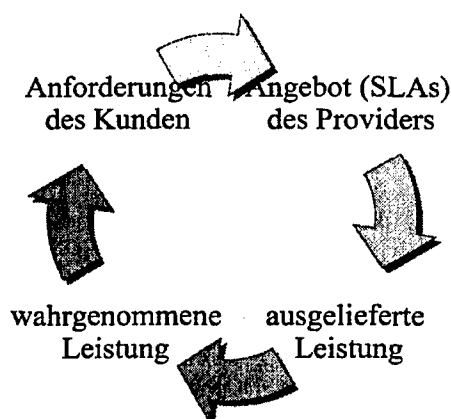 Anforderungen
des Kunden
Angebot (SLAs)
des Providers
wahrgenommene
Leistung
ausgelieferte
Leistung